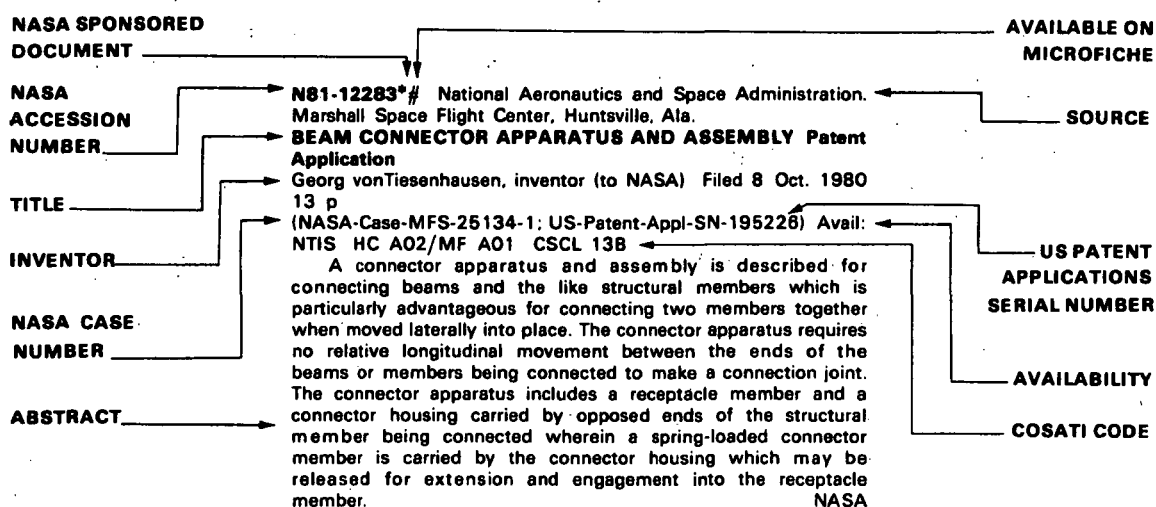 NASA SPONSORED
DOCUMENT
NASA
ACCESSION
NUMBER
TITLE
INVENTOR
NASA CASE
NUMBER
ABSTRACT
N81-12283*# National Aeronautics and Space Administration.
Marshall Space Flight Center, Huntsville, Ala.
BEAM CONNECTOR APPARATUS AND ASSEMBLY Patent
Application
Georg vonTiesenhausen, inventor (to NASA) Filed 8 Oct. 1980
13 p
(NASA-Case-MFS-25134-1; US-Patent-Appl-SN-195226) Avail:
NTIS HC A02/MF A01 CSCL 13B
A connector apparatus and assembly is described for
connecting beams and the like structural members which is
particularly advantageous for connecting two members together
when moved laterally into place. The connector apparatus requires
no relative longitudinal movement between the ends of the
beams or members being connected to make a connection joint.
The connector apparatus includes a receptacle member and a
connector housing carried by opposed ends of the structural
member being connected wherein a spring-loaded connector
member is carried by the connector housing which may be
released for extension and engagement into the receptacle
member. NASA
AVAILABLE ON
MICROFICHE
SOURCE
US PATENT
APPLICATIONS
SERIAL NUMBER
AVAILABILITY
COSATI CODE